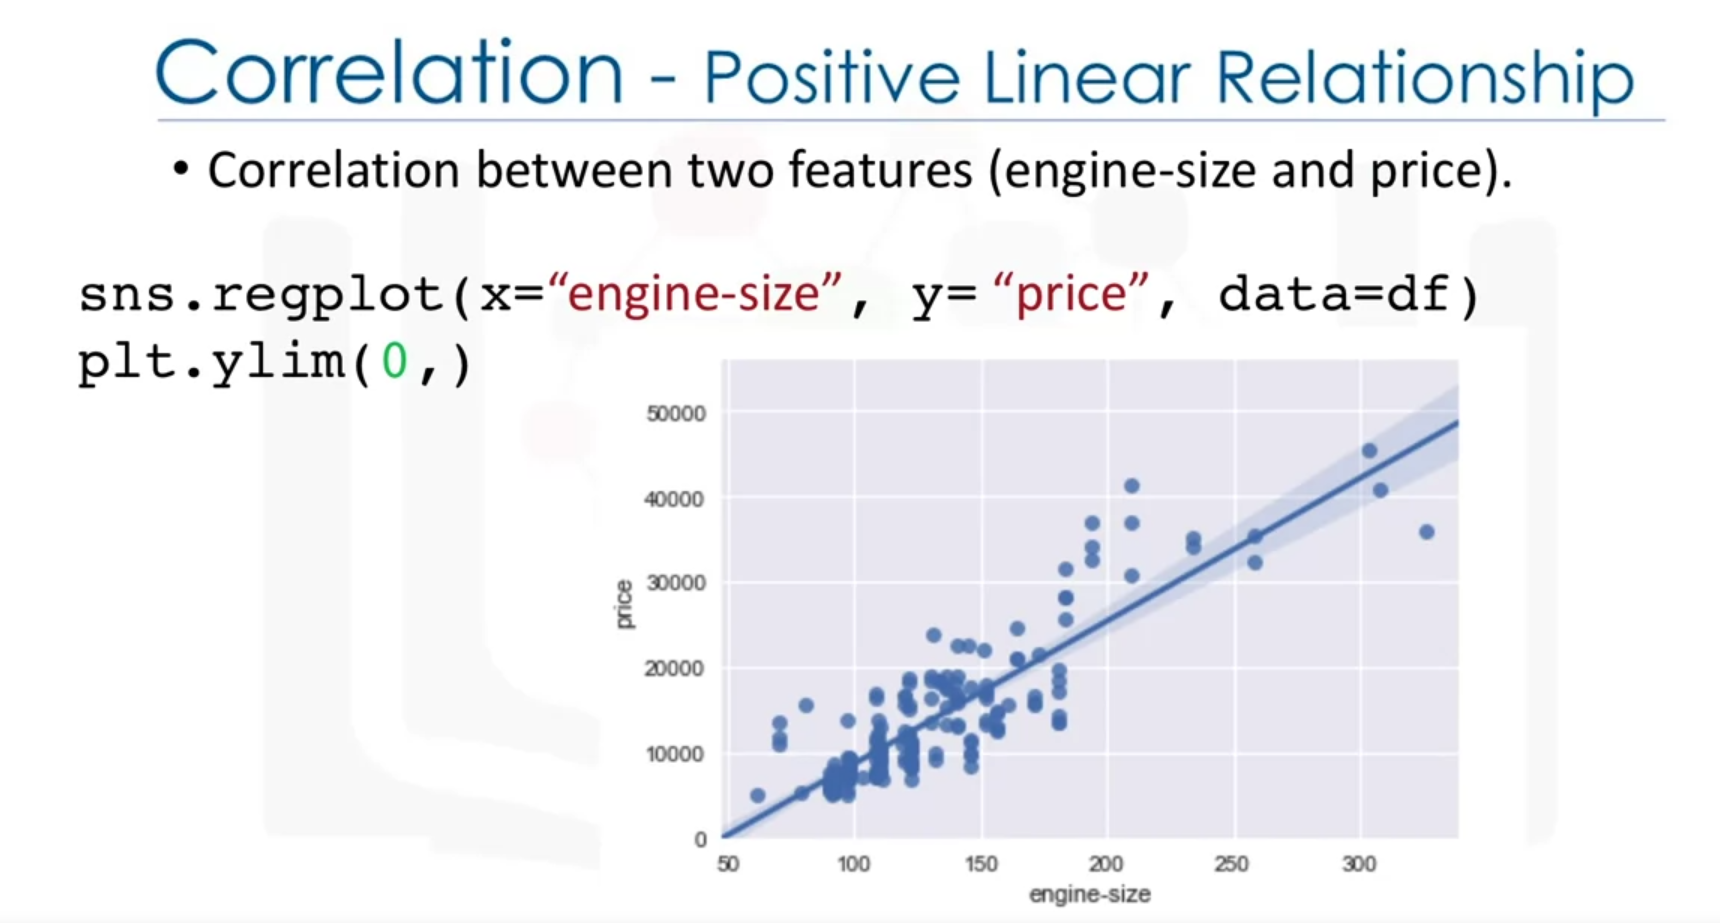 Correlation - Positive Linear Relationship
• Correlation between two features (engine-size and price).
sns.regplot(x=“engine-size”, y= “price”, data=df)
plt.ylim(0,)
50000
40000
30000
20000
10000
0
price
50 100 150 200 250 300
engine-size